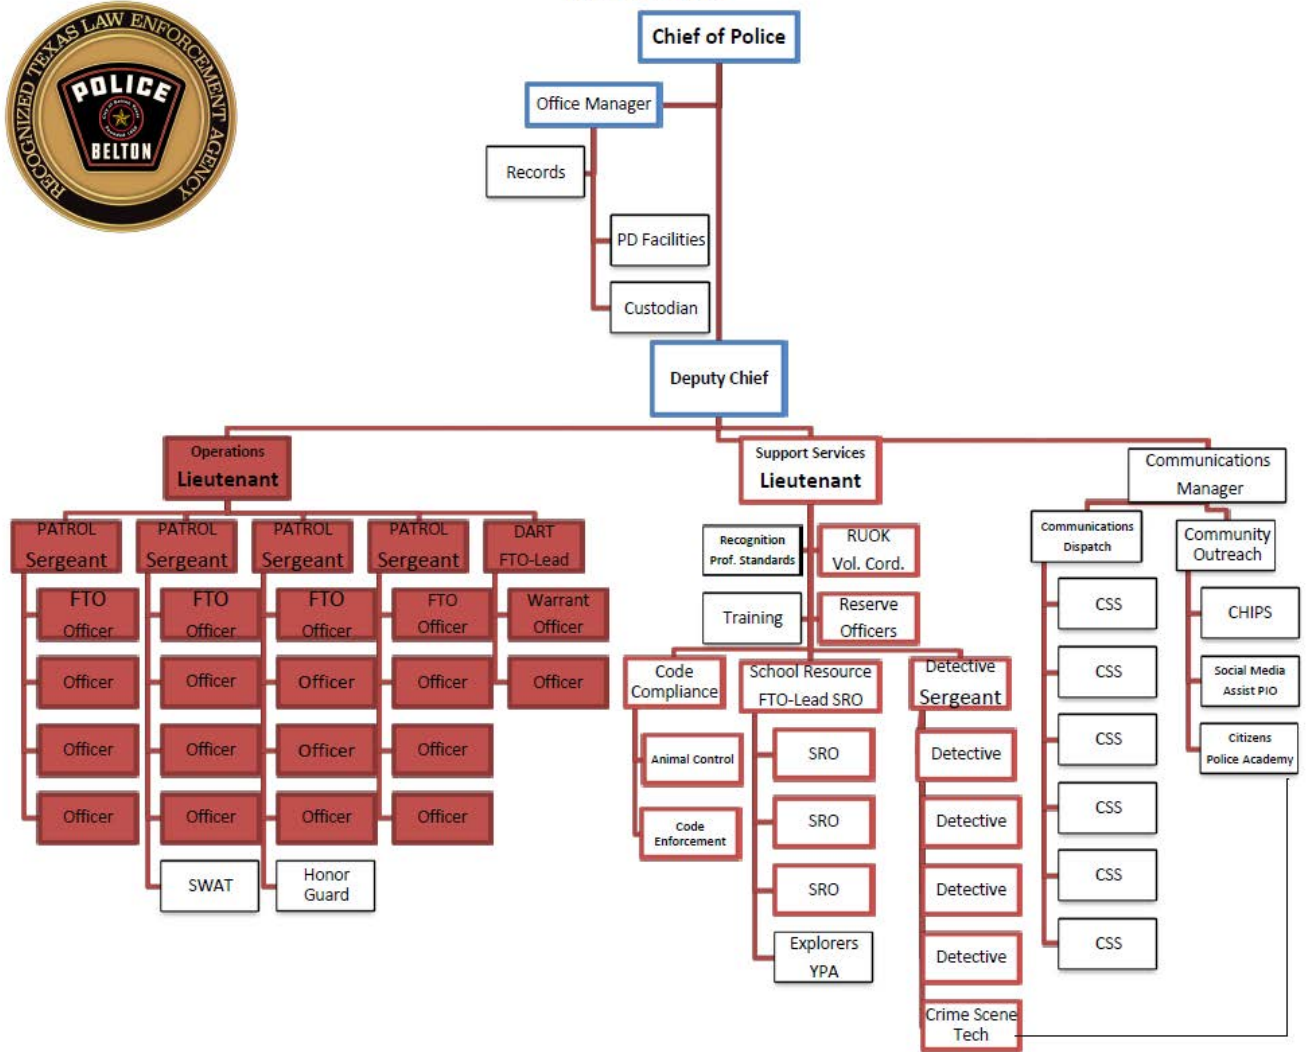 RECOGNIZED TEXAS LAW ENFORCEMENT AGENCY
POLICE
BELTON
Chief of Police
Office Manager
Records
PD Facilities
Custodian
Deputy Chief
Operations
Lieutenant
Support Services
Lieutenant
Communications
Manager
PATROL
Sergeant
PATROL
Sergeant
PATROL
Sergeant
PATROL
Sergeant
DART
FTO-Lead
FTO
Officer
FTO
Officer
FTO
Officer
FTO
Officer
Warrant
Officer
Officer
Officer
Officer
Officer
Officer
Officer
Officer
Officer
Officer
Officer
Officer
Officer
Officer
SWAT
Honor
Guard
Recognition
Prof. Standards
RUOK
Vol. Cord.
Training
Reserve
Officers
Code
Compliance
Animal Control
Code
Enforcement
School Resource
FTO-Lead SRO
SRO
SRO
SRO
Explorers
YPA
Detective
Sergeant
Detective
Detective
Detective
Detective
Crime Scene
Tech
Communications
Dispatch
CSS
CSS
CSS
CSS
CSS
CSS
Community
Outreach
CHIPS
Social Media
Assist PIO
Citizens
Police Academy